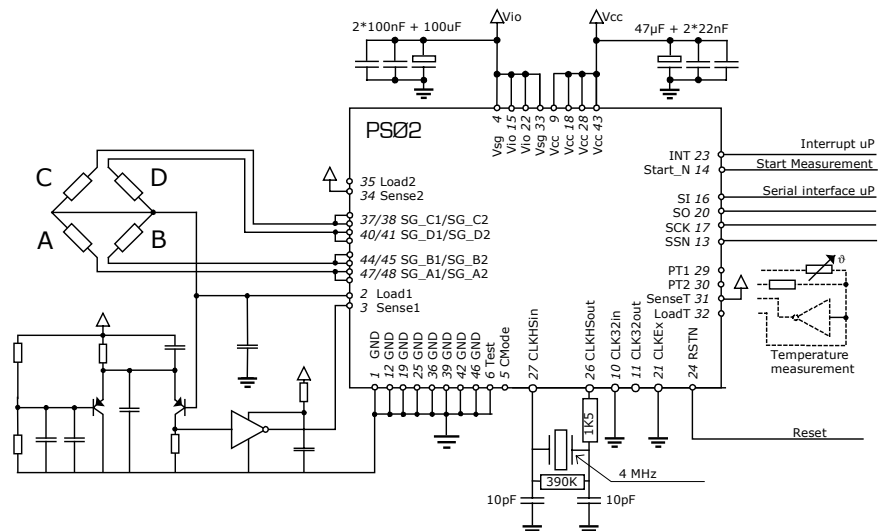 Vio
Vcc
2*100nF + 100uF
47µF + 2*22nF
PSØ2
Vsg 4
Vio 15
Vio 22
Vsg 33
Vcc 9
Vcc 18
Vcc 28
Vcc 43
C
D
A
B
35 Load2
34 Sense2
37/38 SG_C1/SG_C2
40/41 SG_D1/SG_D2
44/45 SG_B1/SG_B2
47/48 SG_A1/SG_A2
2 Load1
3 Sense1
INT 23
Interrupt uP
Start_N 14
Start Measurement
SI 16
Serial interface uP
SO 20
SCK 17
SSN 13
PT1 29
PT2 30
SenseT 31
LoadT 32
ϑ
Temperature
measurement
1 GND
12 GND
19 GND
25 GND
36 GND
39 GND
42 GND
46 GND
6 Test
5 CMode
27 CLKHSin
26 CLKHSout
10 CLK32in
11 CLK32out
21 CLKEx
24 RSTN
1K5
Reset
4 MHz
390K
10pF
10pF